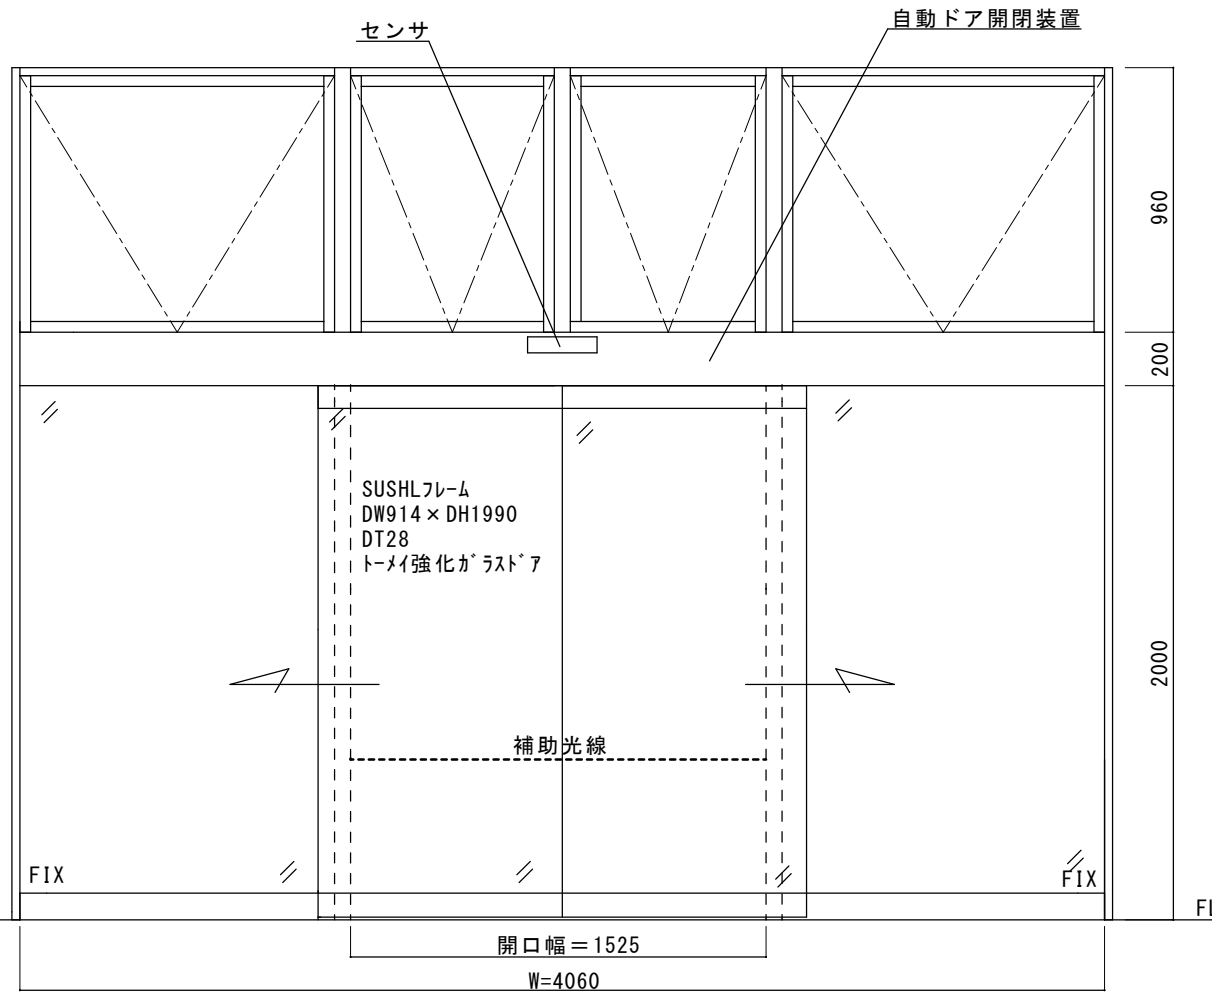 センサ
自動ドア開閉装置
960
200
SUSHLフレーム
DW914×DH1990
DT28
トーメイ強化ガラスドア
2000
補助光線
FIX
FIX
FL
開口幅＝1525
W=4060